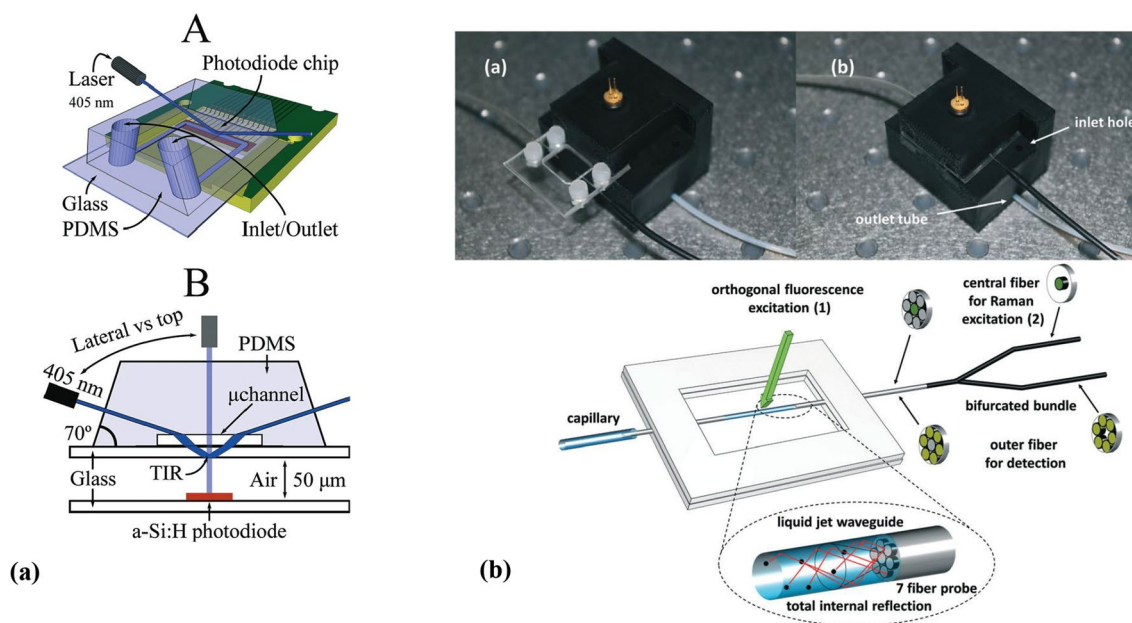 A
Laser
405 nm
Photodiode chip
Glass
PDMS
Inlet/Outlet
B
Lateral vs top
PDMS
405 nm
μchannel
70º
TIR
Air
50 μm
Glass
a-Si:H photodiode
(a)
(a)
(b)
inlet hole
outlet tube
orthogonal fluorescence
excitation (1)
central fiber
for Raman
excitation (2)
capillary
bifurcated bundle
outer fiber
for detection
liquid jet waveguide
7 fiber probe
total internal reflection
(b)